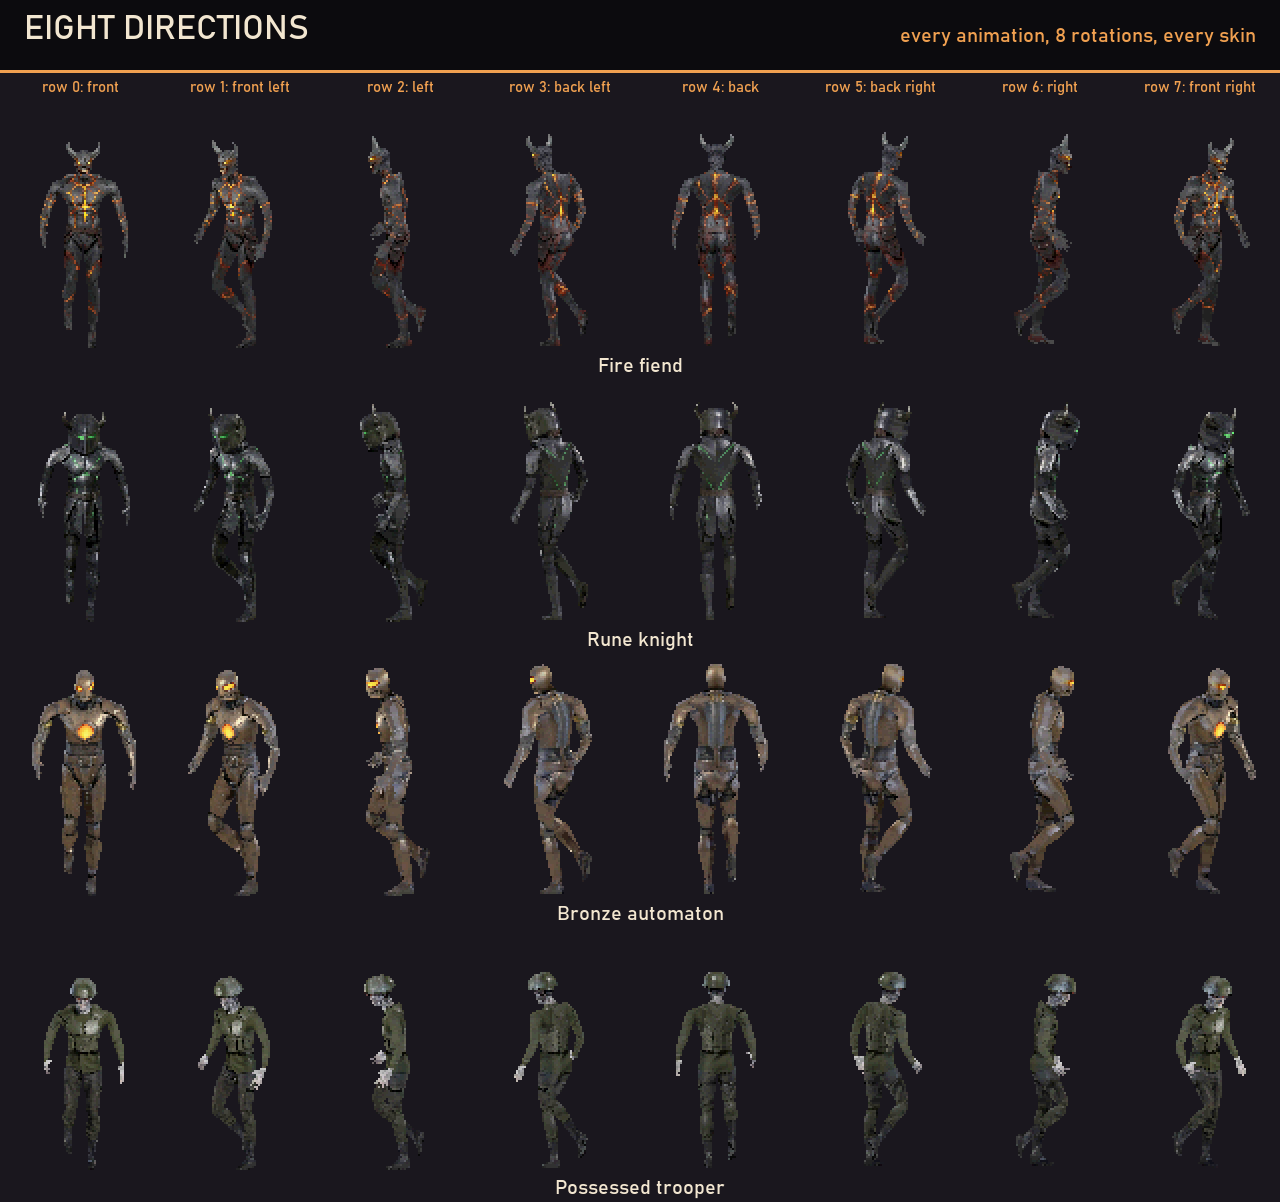 EIGHT DIRECTIONS
every animation, 8 rotations, every skin
row 0: front
row 1: front left
row 2: left
row 3: back left
row 4: back
row 5: back right
row 6: right
row 7: front right
Fire fiend
Rune knight
Bronze automaton
Possessed trooper